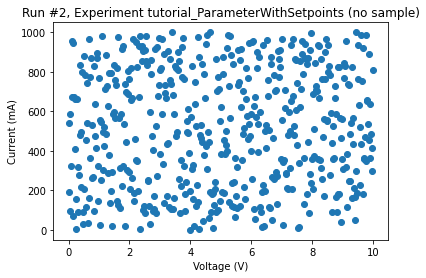 Run #2, Experiment tutorial_ParameterWithSetpoints (no sample)
1000
800
600
400
200
0
Current (mA)
0 2 4 6 8 10
Voltage (V)